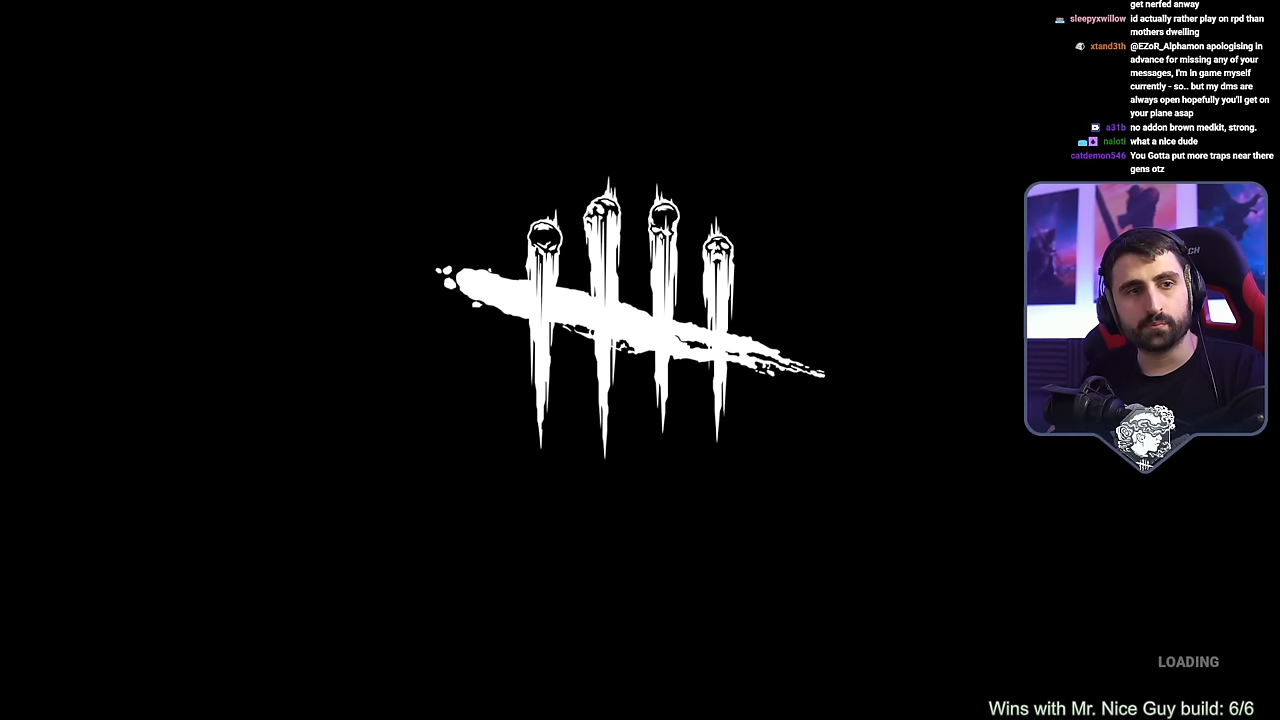 get nerfed anway
sleepyxwillow id actually rather play on rpd than
mothers dwelling
xtand3th @EZoR_Alphamon apologising in
advance for missing any of your
messages, I'm in game myself
currently - so.. but my dms are
always open hopefully you'll get on
your plane asap
a31b no addon brown medkit, strong.
naloti what a nice dude
catdemon546 You Gotta put more traps near there
gens otz
CH
LOADING
Wins with Mr. Nice Guy build: 6/6